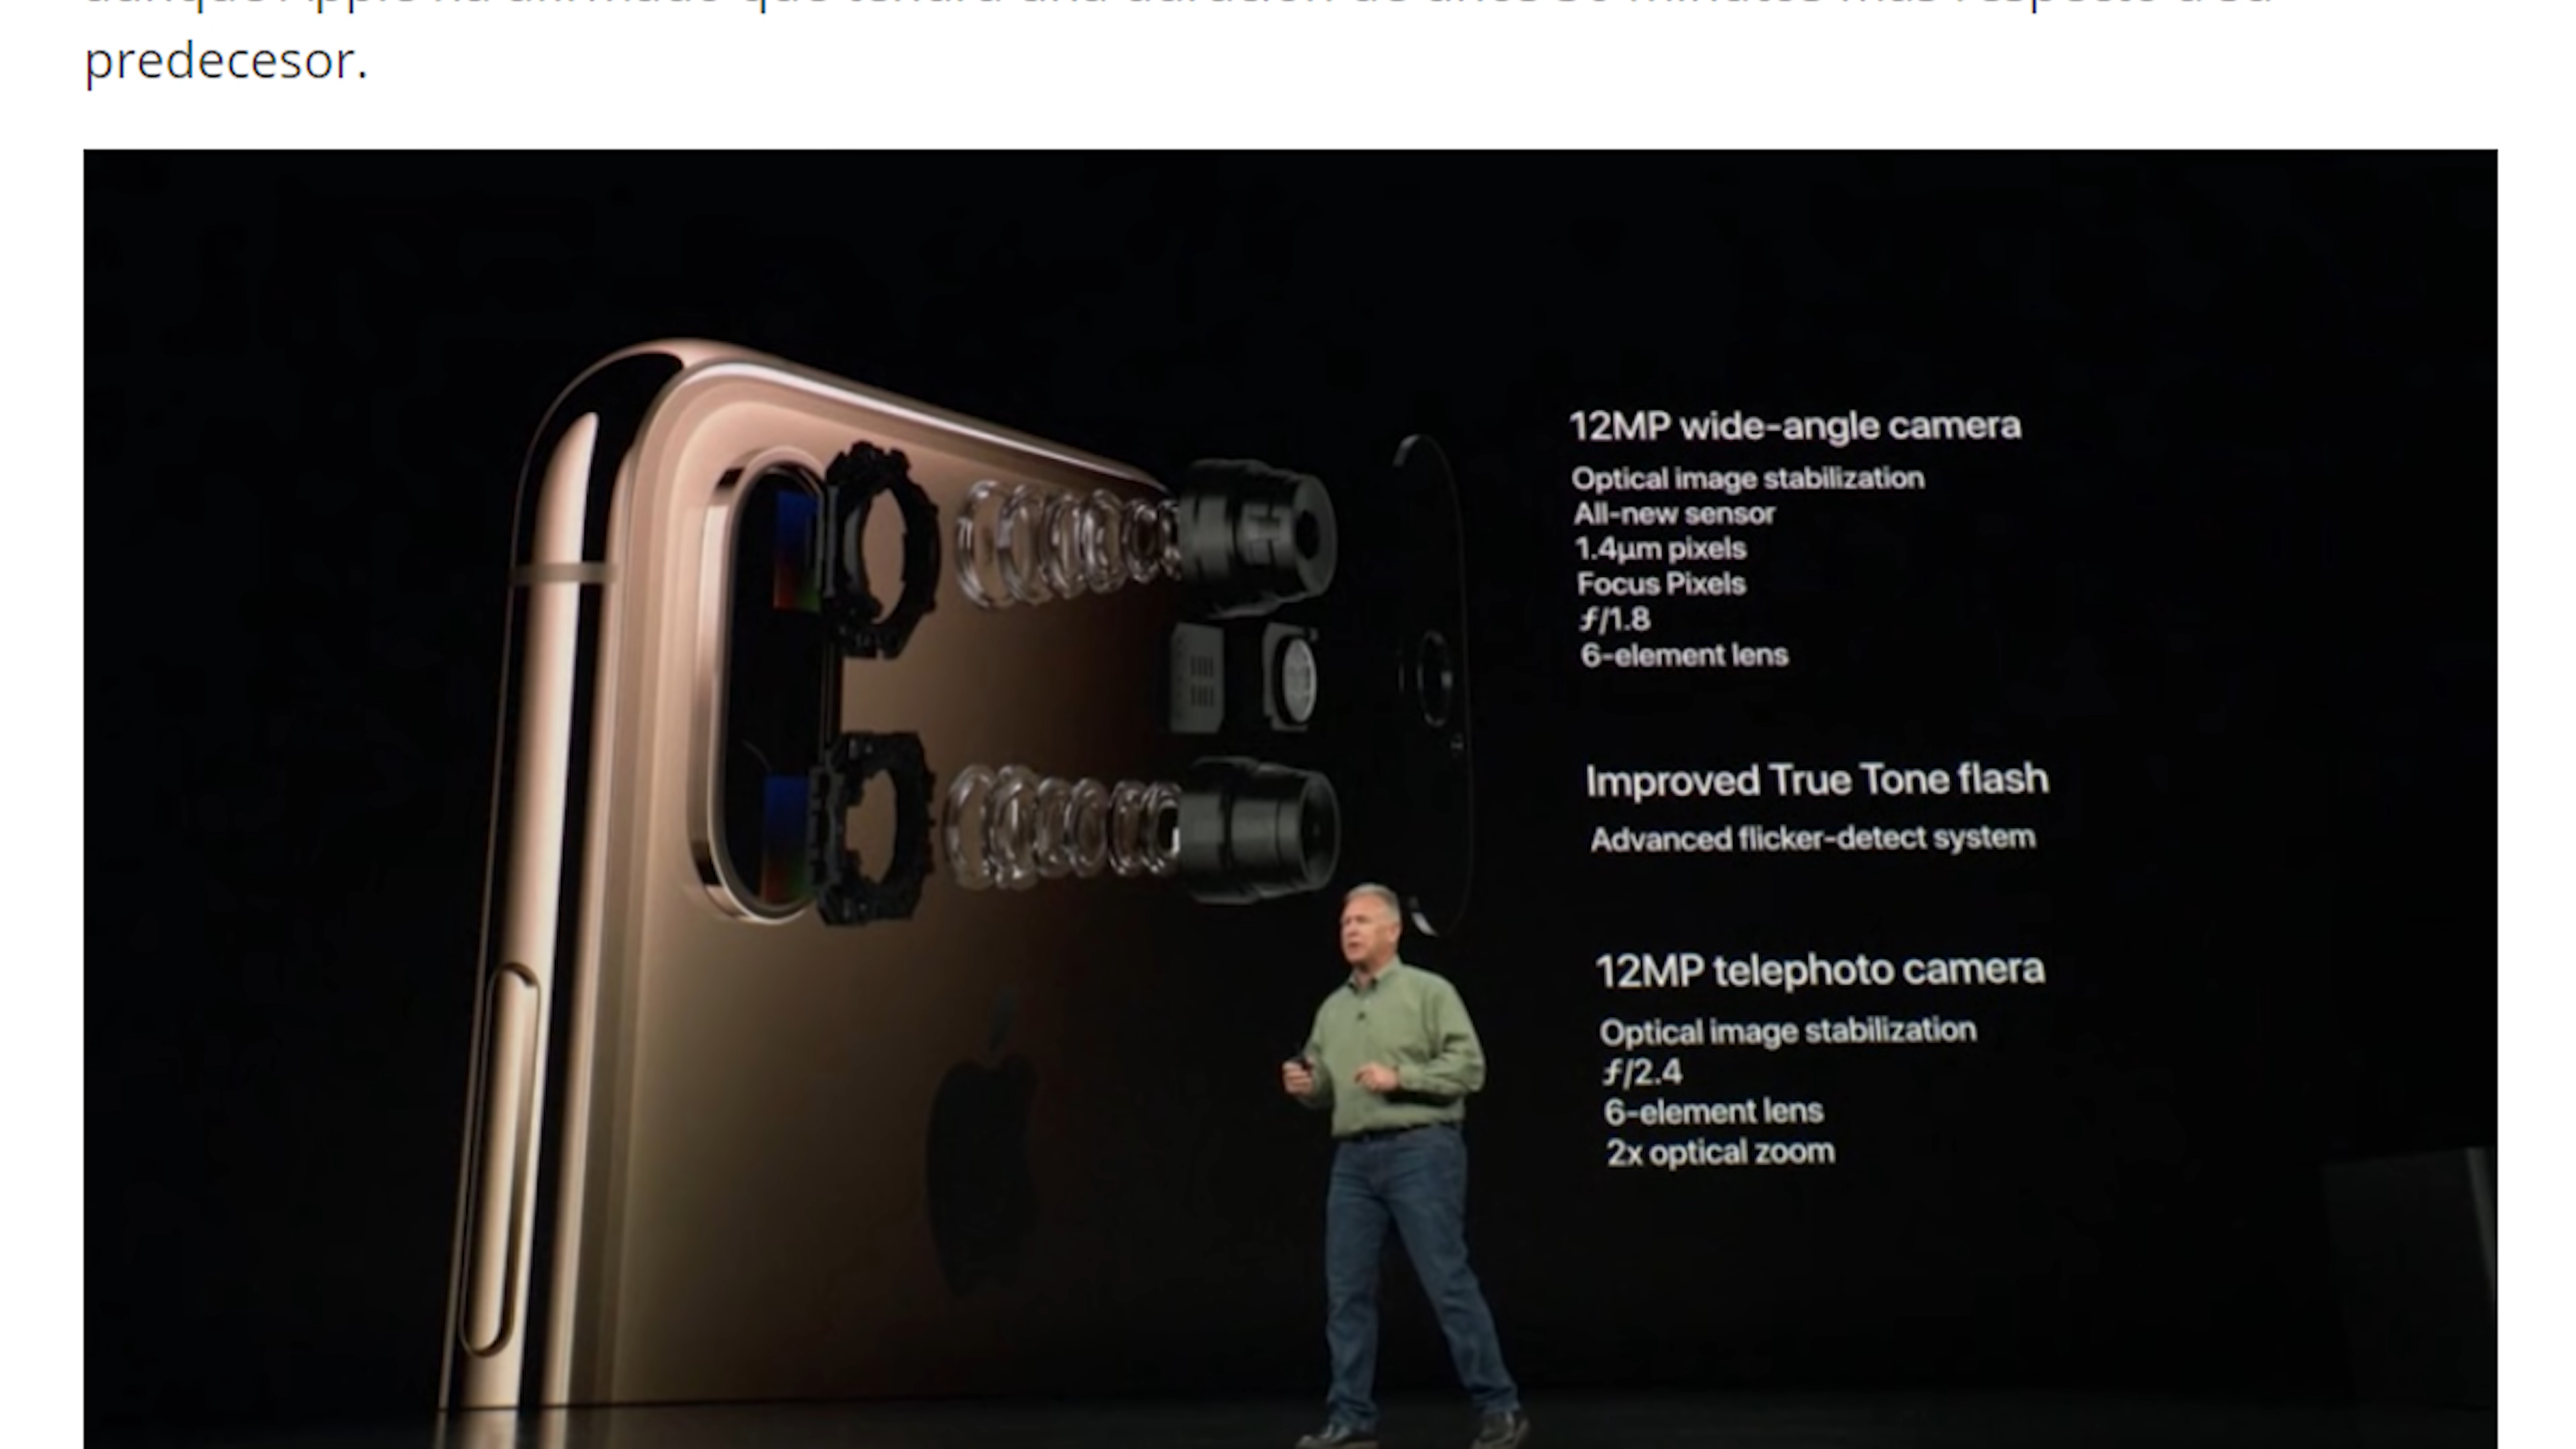 predecesor.
12MP wide-angle camera
Optical image stabilization
All-new sensor
1.4µm pixels
Focus Pixels
ƒ/1.8
6-element lens
Improved True Tone flash
Advanced flicker-detect system
12MP telephoto camera
Optical image stabilization
ƒ/2.4
6-element lens
2x optical zoom